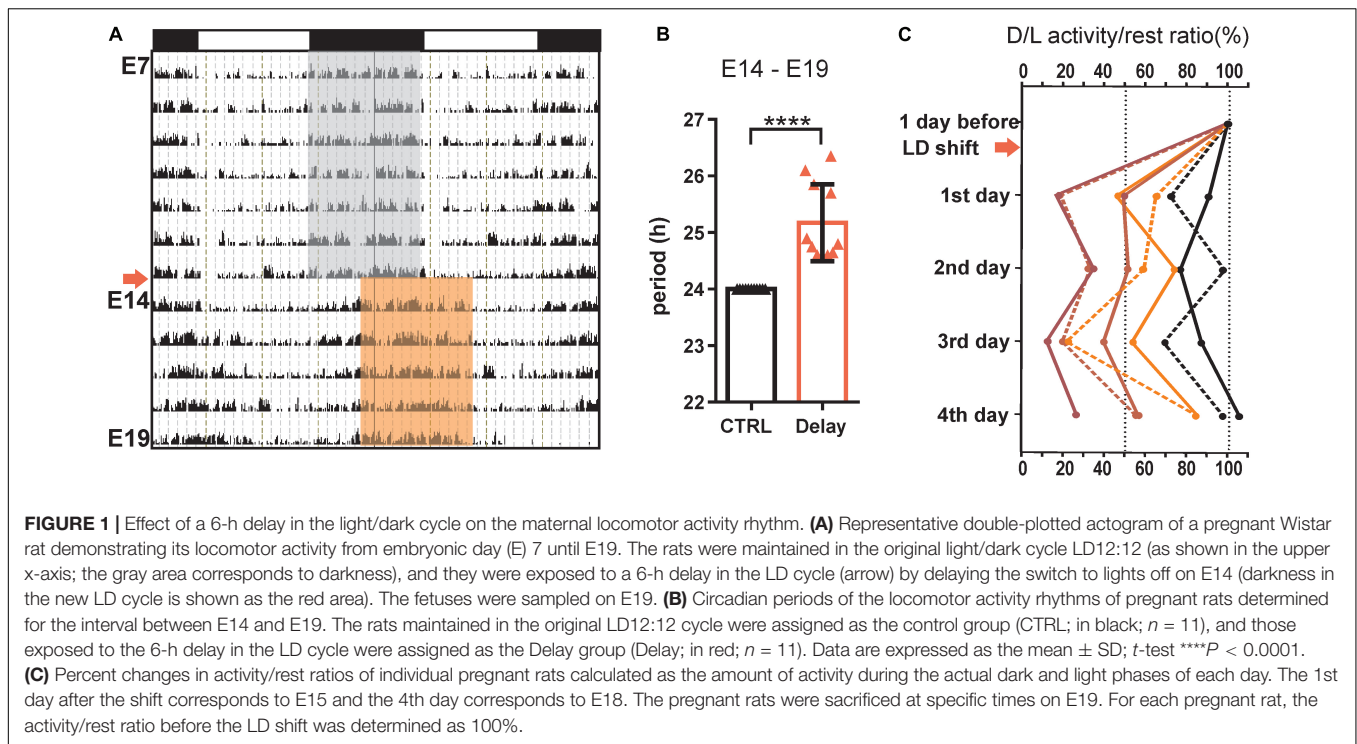 A
E7
E14
E19
B
E14 - E19
****
27
26
25
24
23
22
period (h)
CTRL
Delay
C
D/L activity/rest ratio(%)
0 20 40 60 80 100
1 day before
LD shift
1st day
2nd day
3rd day
4th day
0 20 40 60 80 100
FIGURE 1 | Effect of a 6-h delay in the light/dark cycle on the maternal locomotor activity rhythm. (A) Representative double-plotted actogram of a pregnant Wistar
rat demonstrating its locomotor activity from embryonic day (E) 7 until E19. The rats were maintained in the original light/dark cycle LD12:12 (as shown in the upper
x-axis; the gray area corresponds to darkness), and they were exposed to a 6-h delay in the LD cycle (arrow) by delaying the switch to lights off on E14 (darkness in
the new LD cycle is shown as the red area). The fetuses were sampled on E19. (B) Circadian periods of the locomotor activity rhythms of pregnant rats determined
for the interval between E14 and E19. The rats maintained in the original LD12:12 cycle were assigned as the control group (CTRL; in black; n = 11), and those
exposed to the 6-h delay in the LD cycle were assigned as the Delay group (Delay; in red; n = 11). Data are expressed as the mean ± SD; t-test ****P < 0.0001.
(C) Percent changes in activity/rest ratios of individual pregnant rats calculated as the amount of activity during the actual dark and light phases of each day. The 1st
day after the shift corresponds to E15 and the 4th day corresponds to E18. The pregnant rats were sacrificed at specific times on E19. For each pregnant rat, the
activity/rest ratio before the LD shift was determined as 100%.